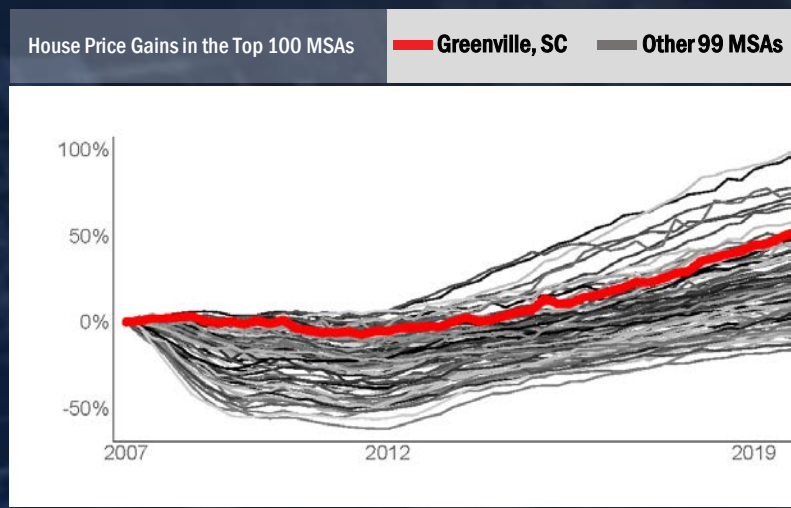 House Price Gains in the Top 100 MSAs
Greenville, SC
Other 99 MSAs
100%
50%
0%
-50%
2007
2012
2019